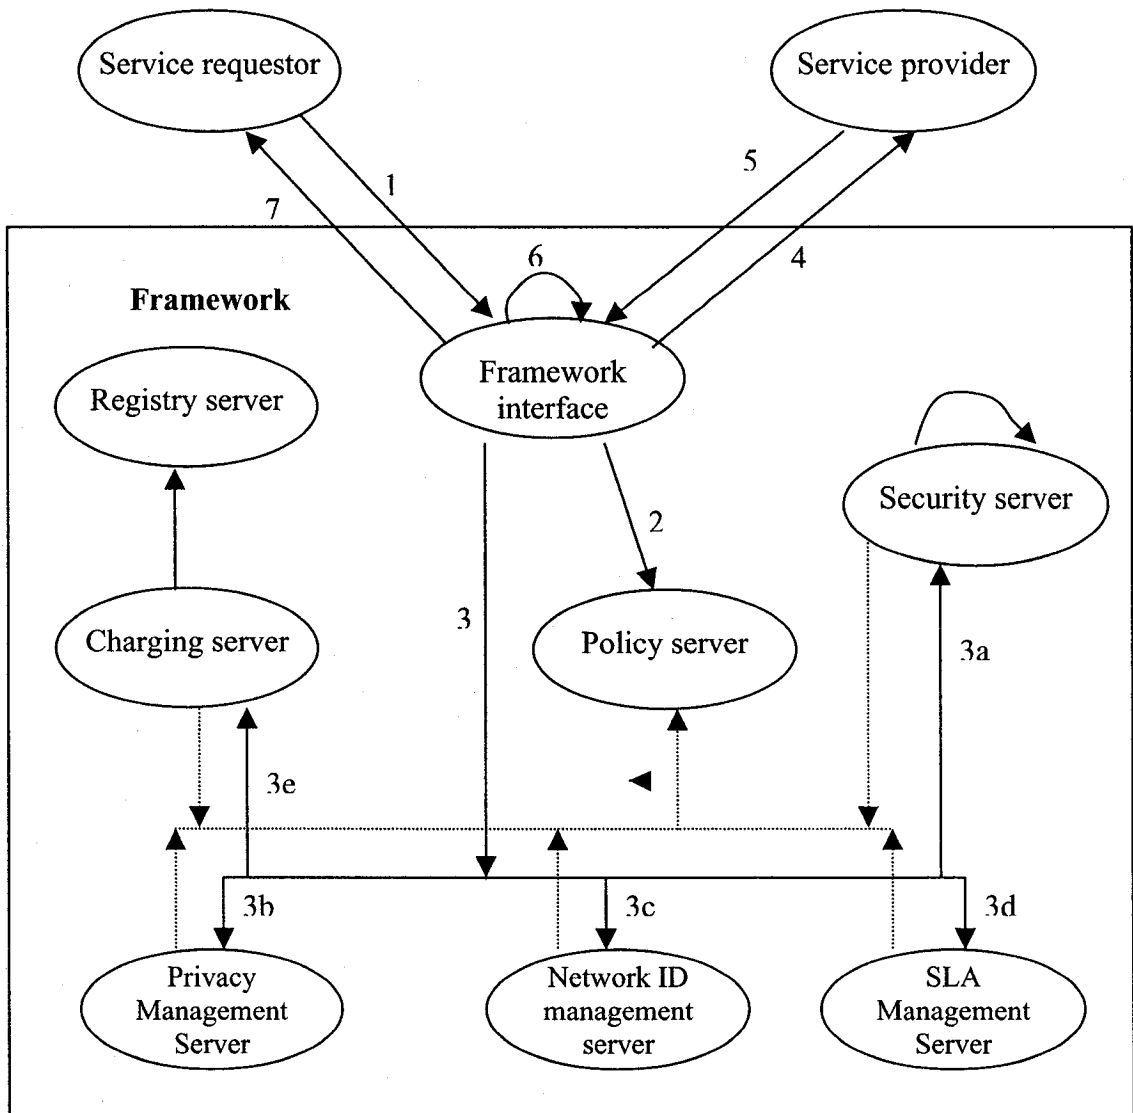 Service requestor
Service provider
1
5
7
4
6
Framework
Framework
interface
Registry server
Security server
2
3
Charging server
Policy server
3a
3e
3b
3c
3d
Privacy
Management
Server
Network ID
management
server
SLA
Management
Server